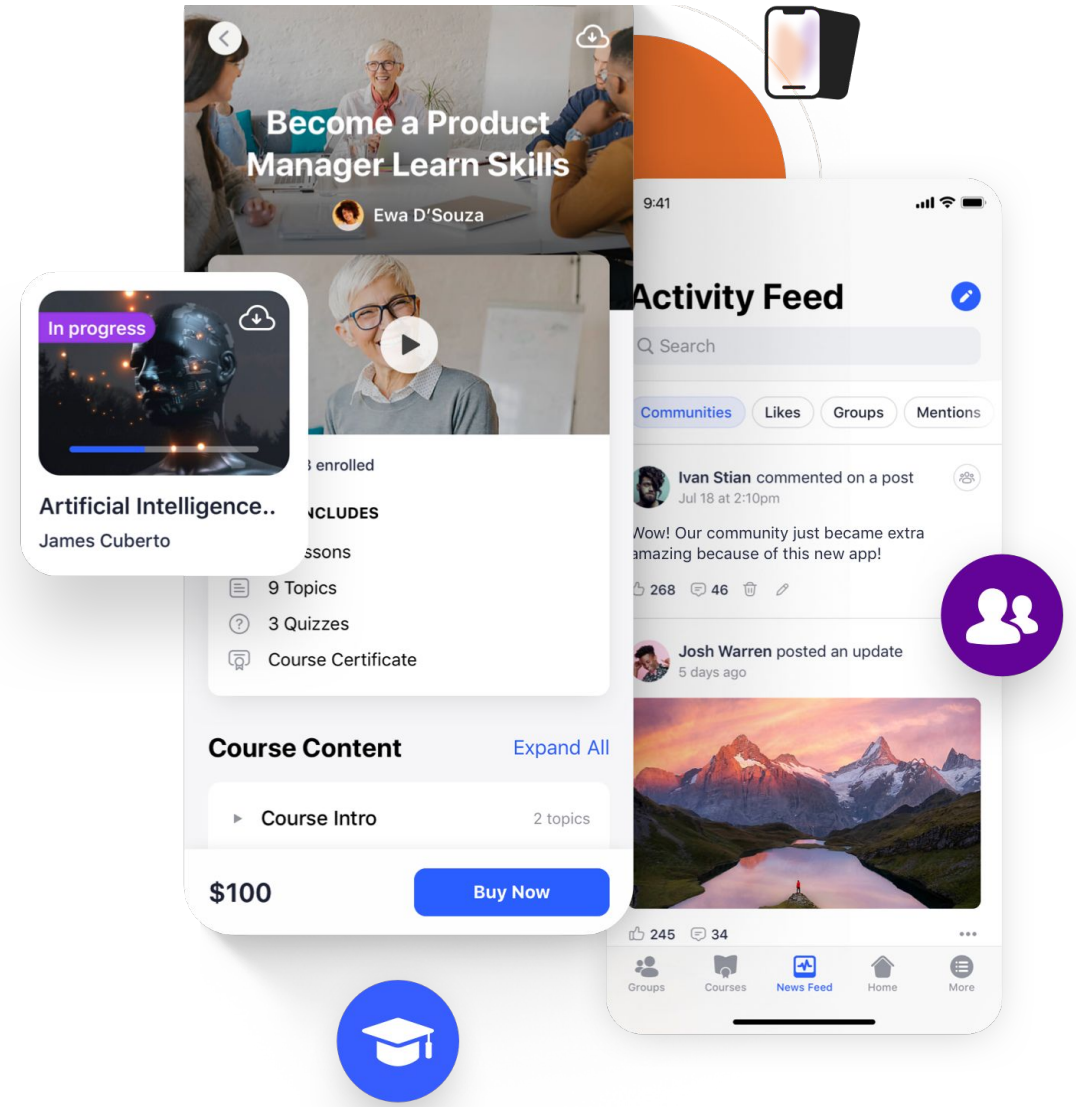 Become a Product
Manager Learn Skills
Ewa D'Souza
In progress
Artificial Intelligence..
James Cuberto
enrolled
9 Topics
3 Quizzes
Course Certificate
Course Content
Expand All
Course Intro
2 topics
$100
Buy Now
9:41
Activity Feed
Search
Communities
Likes
Groups
Mentions
Ivan Stian commented on a post
Jul 18 at 2:10pm
Wow! Our community just became extra
amazing because of this new app!
268
46
Josh Warren posted an update
5 days ago
245
34
Groups
Courses
News Feed
Home
More